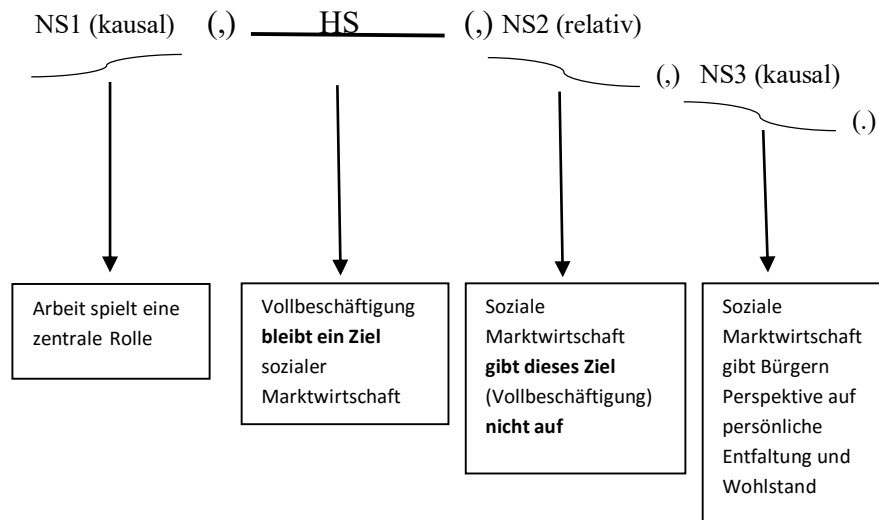 NS1 (kausal) (,) HS (,) NS2 (relativ)
(,) NS3 (kausal)
(.)
Arbeit spielt eine
zentrale Rolle
Vollbeschäftigung
bleibt ein Ziel
sozialer
Marktwirtschaft
Soziale
Marktwirtschaft
gibt dieses Ziel
(Vollbeschäftigung)
nicht auf
Soziale
Marktwirtschaft
gibt Bürgern
Perspektive auf
persönliche
Entfaltung und
Wohlstand